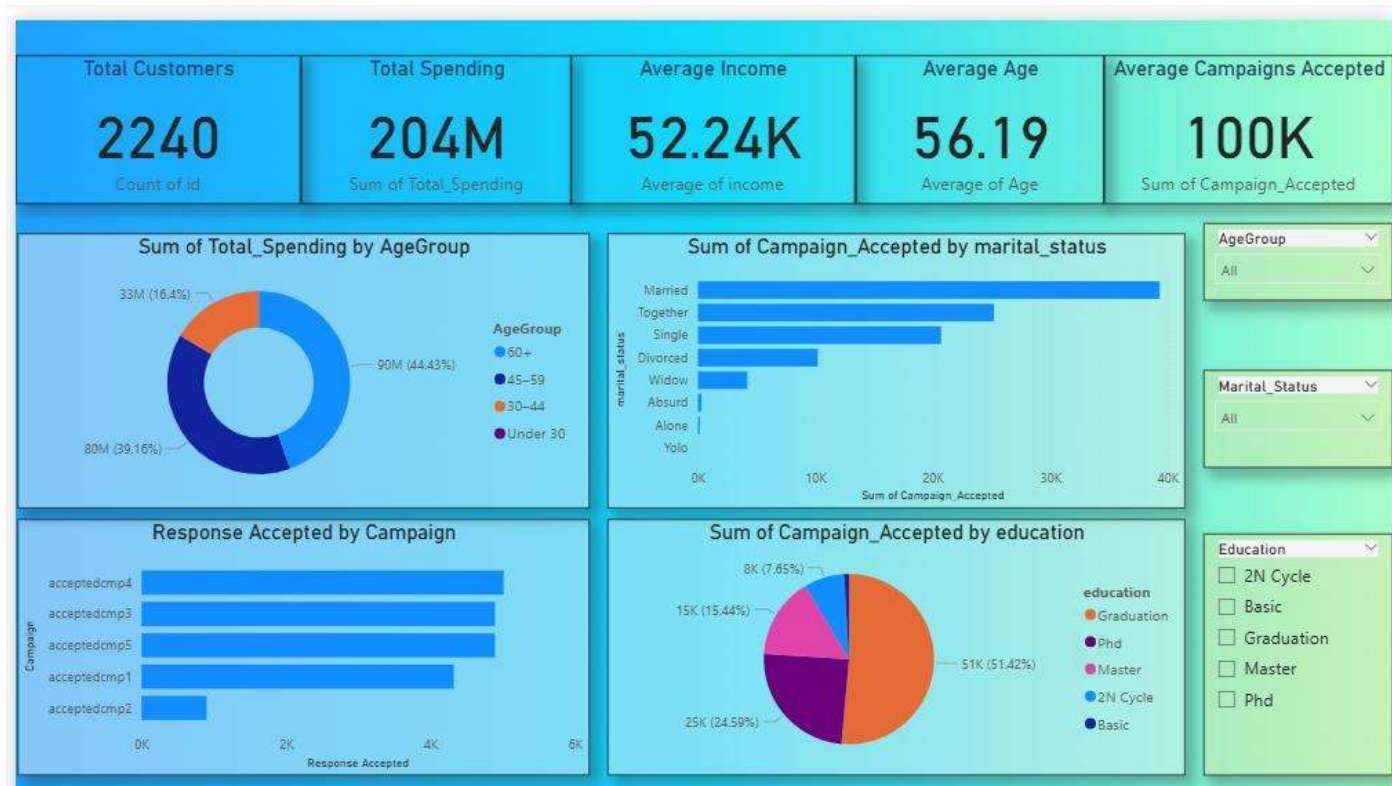 Total Customers
2240
Count of id
Total Spending
204M
Sum of Total_Spending
Average Income
52.24K
Average of income
Average Age
56.19
Average of Age
Average Campaigns Accepted
100K
Sum of Campaign_Accepted
Sum of Total_Spending by AgeGroup
33M (16.4%)
90M (44.43%)
80M (39.16%)
AgeGroup
60+
45–59
30–44
Under 30
Sum of Campaign_Accepted by marital_status
marital_status
Married
Together
Single
Divorced
Widow
Absurd
Alone
Yolo
0K 10K 20K 30K 40K
Sum of Campaign_Accepted
AgeGroup
All
Marital_Status
All
Response Accepted by Campaign
Campaign
acceptedcmp4
acceptedcmp3
acceptedcmp5
acceptedcmp1
acceptedcmp2
0K 2K 4K 6K
Response Accepted
Sum of Campaign_Accepted by education
8K (7.65%)
15K (15.44%)
51K (51.42%)
25K (24.59%)
education
Graduation
Phd
Master
2N Cycle
Basic
Education
2N Cycle
Basic
Graduation
Master
Phd